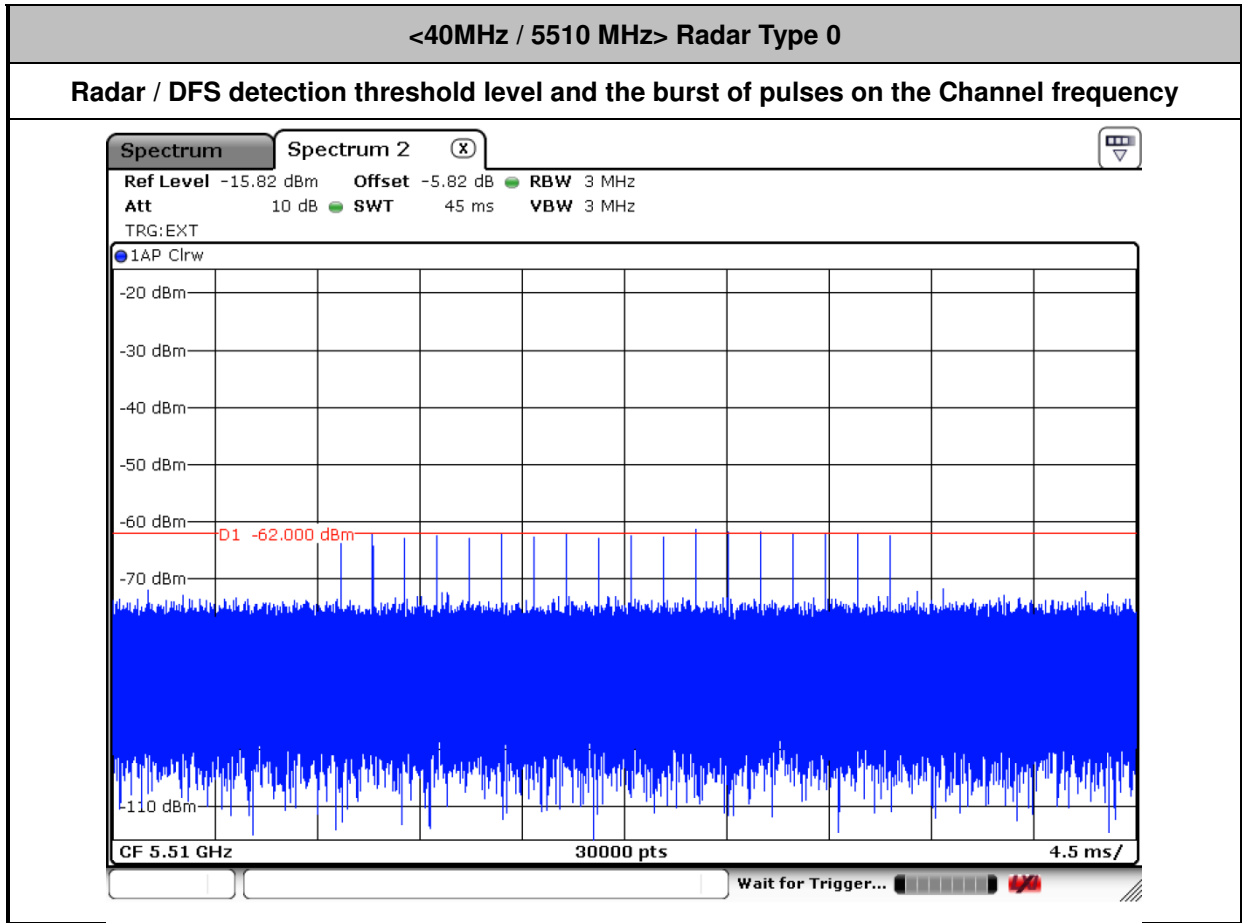 <40MHz / 5510 MHz> Radar Type 0
Radar / DFS detection threshold level and the burst of pulses on the Channel frequency
Spectrum Spectrum 2 X
Ref Level -15.82 dBm Offset -5.82 dB RBW 3 MHz
Att 10 dB SWT 45 ms VBW 3 MHz
TRG:EXT
1AP Clrw
-20 dBm
-30 dBm
-40 dBm
-50 dBm
-60 dBm
D1 -62.000 dBm
-70 dBm
-110 dBm
CF 5.51 GHz 30000 pts 4.5 ms/
Wait for Trigger...